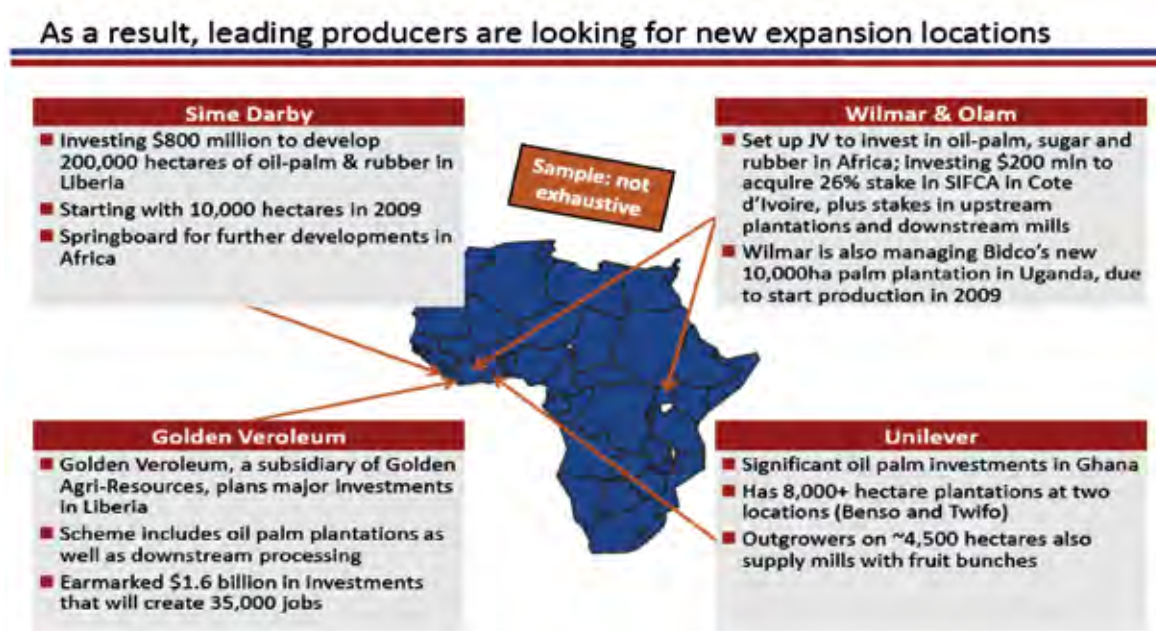 As a result, leading producers are looking for new expansion locations
Sime Darby
Investing $800 million to develop
200,000 hectares of oil-palm & rubber in
Liberia
Starting with 10,000 hectares in 2009
Springboard for further developments in
Africa
Sample: not
exhaustive
Wilmar & Olam
Set up JV to invest in oil-palm, sugar and
rubber in Africa; investing $200 mln to
acquire 26% stake in SIFCA in Cote
d'Ivoire, plus stakes in upstream
plantations and downstream mills
Wilmar is also managing Bidco's new
10,000ha palm plantation in Uganda, due
to start production in 2009
Golden Veroleum
Golden Veroleum, a subsidiary of Golden
Agri-Resources, plans major investments
in Liberia
Scheme includes oil palm plantations as
well as downstream processing
Earmarked $1.6 billion in investments
that will create 35,000 jobs
Unilever
Significant oil palm investments in Ghana
Has 8,000+ hectare plantations at two
locations (Benso and Twifo)
Outgrowers on ~4,500 hectares also
supply mills with fruit bunches